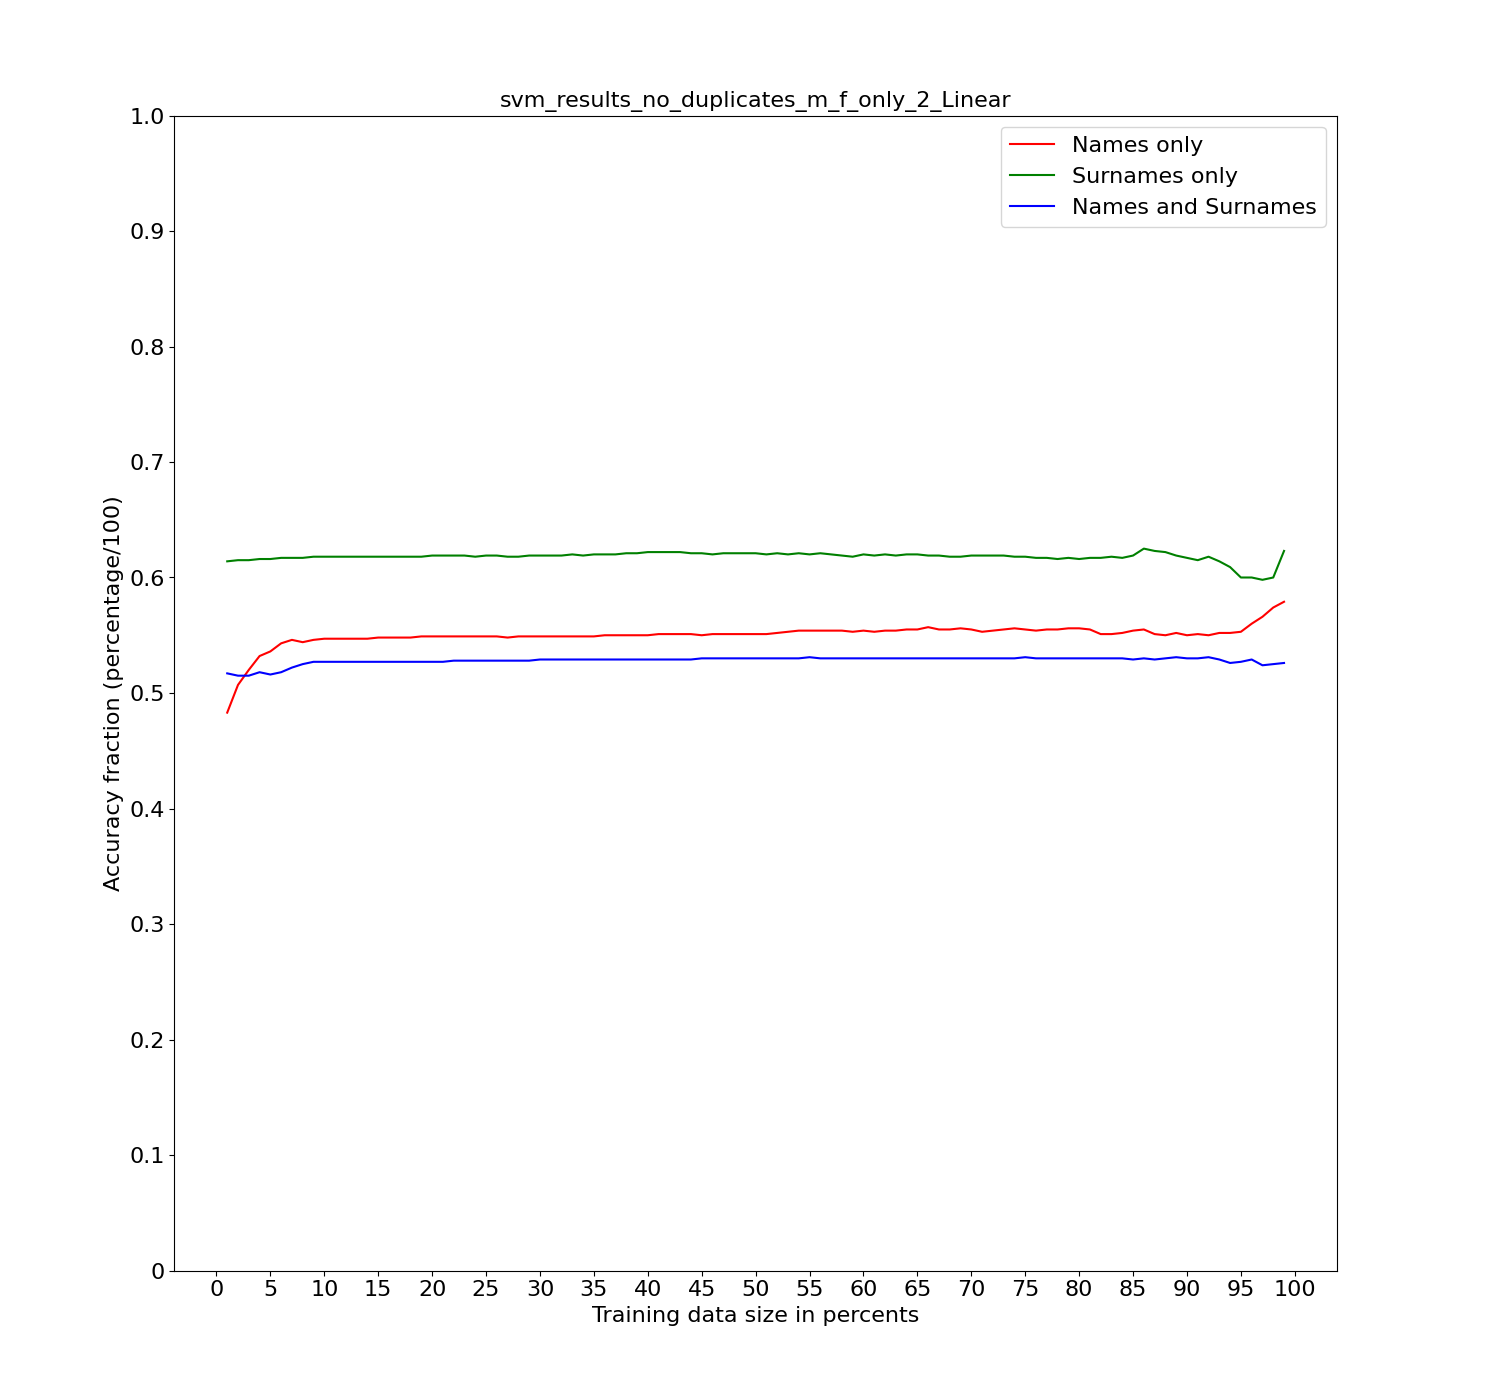 svm_results_no_duplicates_m_f_only_2_Linear
Names only
Surnames only
Names and Surnames
1.0
0.9
0.8
0.7
0.6
0.5
0.4
0.3
0.2
0.1
0
Accuracy fraction (percentage/100)
0 5 10 15 20 25 30 35 40 45 50 55 60 65 70 75 80 85 90 95 100
Training data size in percents